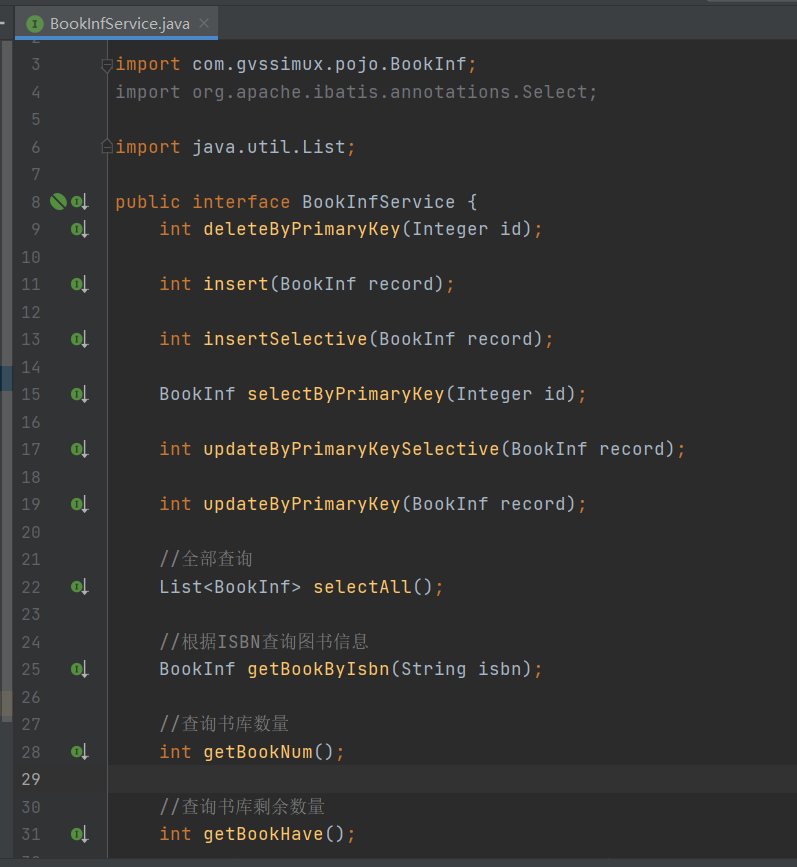 BookInfService.java
3 import com.gvssimux.pojo.BookInf;
4 import org.apache.ibatis.annotations.Select;
5
6 import java.util.List;
7
8 public interface BookInfService {
9 int deleteByPrimaryKey(Integer id);
10
11 int insert(BookInf record);
12
13 int insertSelective(BookInf record);
14
15 BookInf selectByPrimaryKey(Integer id);
16
17 int updateByPrimaryKeySelective(BookInf record);
18
19 int updateByPrimaryKey(BookInf record);
20
21 //全部查询
22 List<BookInf> selectAll();
23
24 //根据ISBN查询图书信息
25 BookInf getBookByIsbn(String isbn);
26
27 //查询书库数量
28 int getBookNum();
29
30 //查询书库剩余数量
31 int getBookHave();